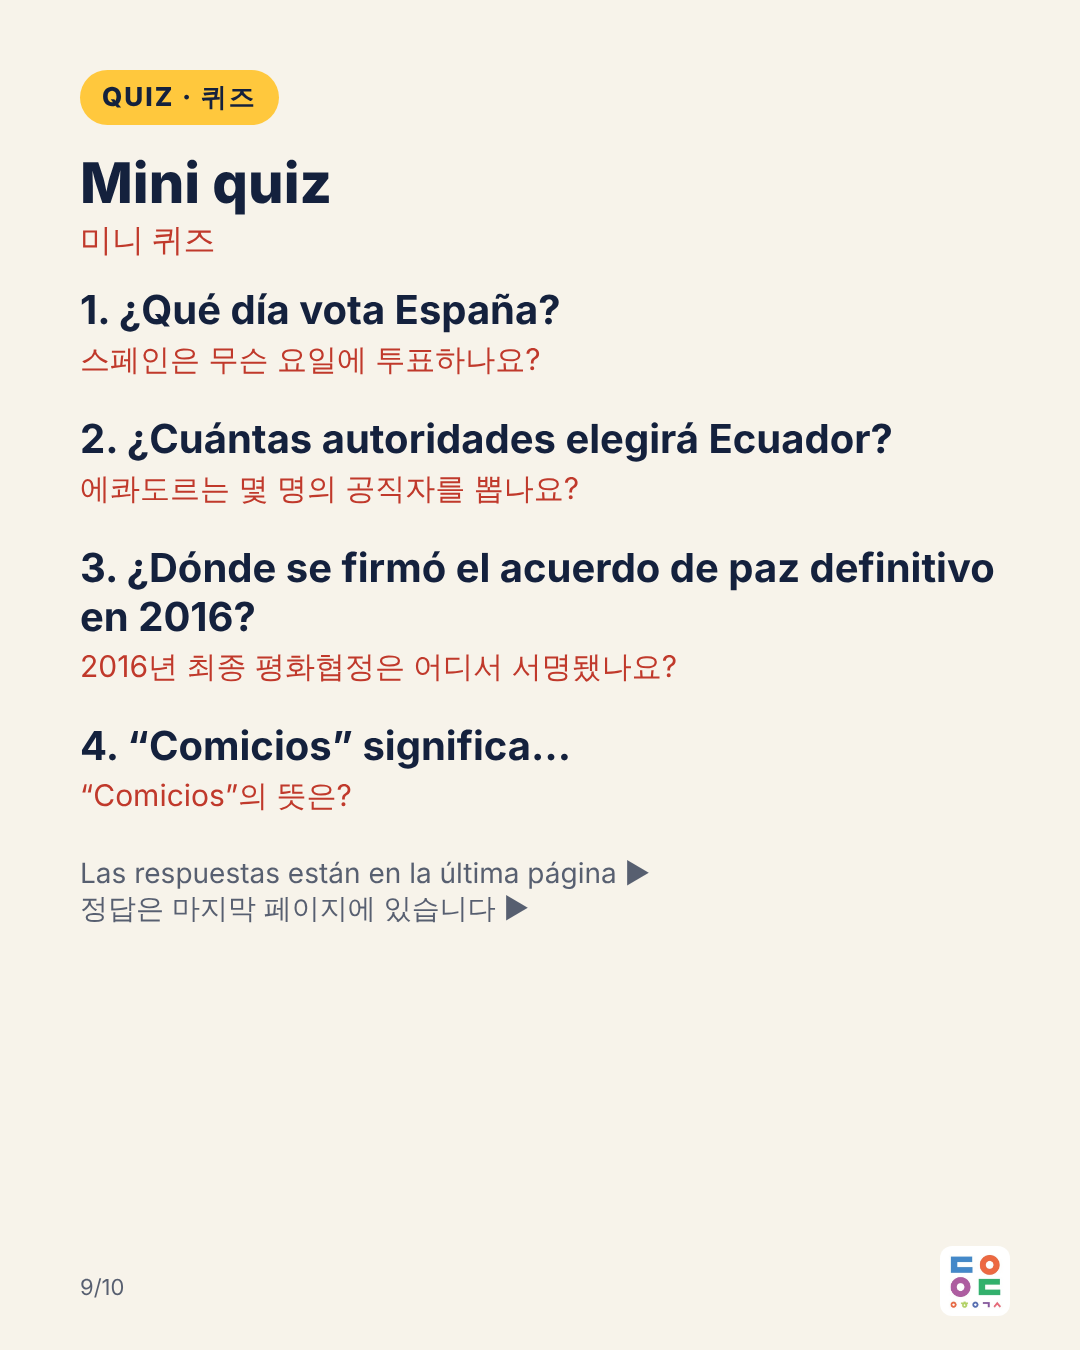 QUIZ · 퀴즈
Mini quiz
미니 퀴즈
1. ¿Qué día vota España?
스페인은 무슨 요일에 투표하나요?
2. ¿Cuántas autoridades elegirá Ecuador?
에콰도르는 몇 명의 공직자를 뽑나요?
3. ¿Dónde se firmó el acuerdo de paz definitivo
en 2016?
2016년 최종 평화협정은 어디서 서명됐나요?
4. “Comicios” significa…
“Comicios”의 뜻은?
Las respuestas están en la última página ▶
정답은 마지막 페이지에 있습니다 ▶
9/10